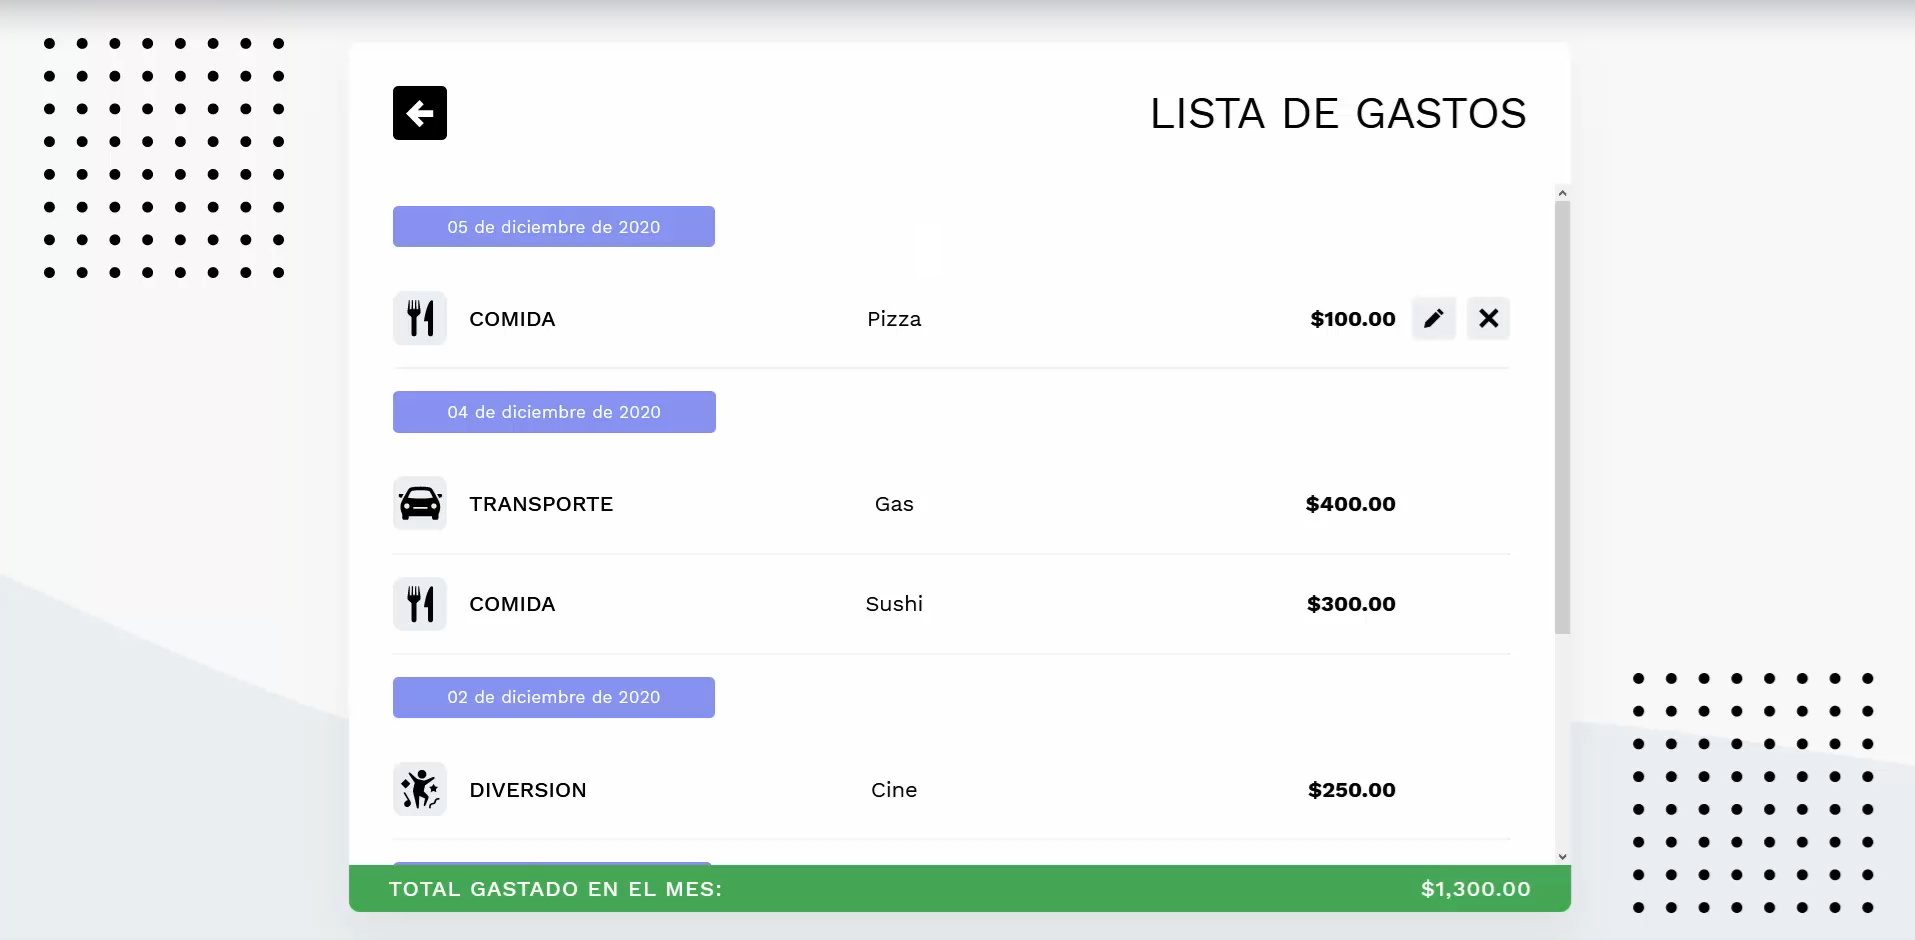 LISTA DE GASTOS
05 de diciembre de 2020
COMIDA Pizza $100.00
04 de diciembre de 2020
TRANSPORTE Gas $400.00
COMIDA Sushi $300.00
02 de diciembre de 2020
DIVERSION Cine $250.00
TOTAL GASTADO EN EL MES: $1,300.00